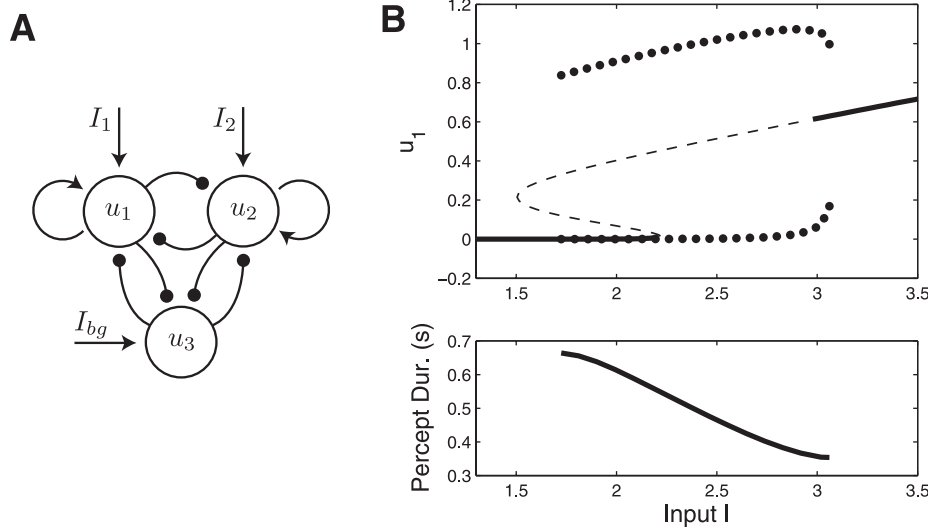 A
I₁
I₂
u₁
u₂
u₃
I_bg
B
u₁
1.2
1
0.8
0.6
0.4
0.2
0
−0.2
1.5 2 2.5 3 3.5
Percept Dur. (s)
0.7
0.6
0.5
0.4
0.3
1.5 2 2.5 3 3.5
Input I